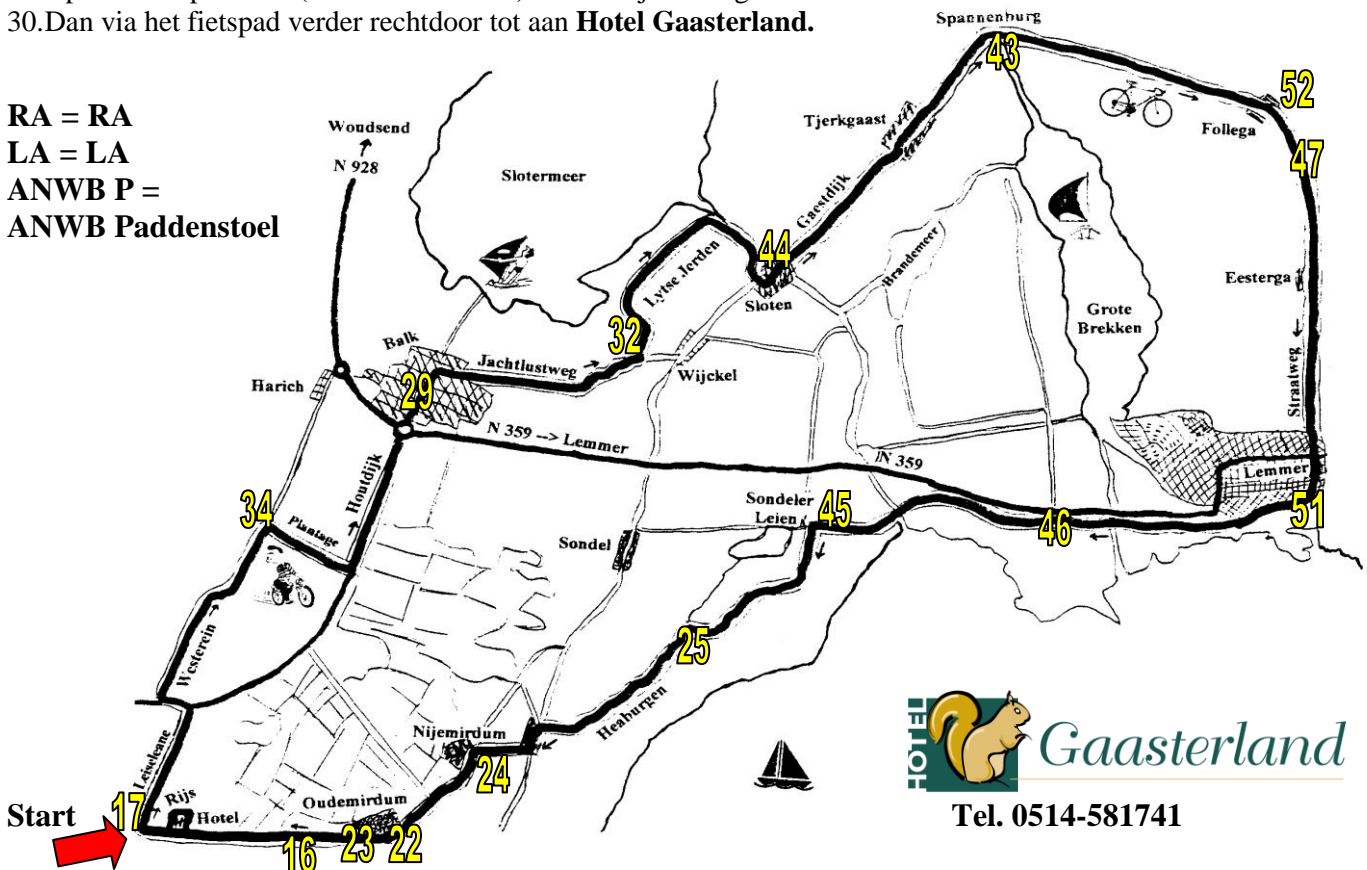 30.Dan via het fietspad verder rechtdoor tot aan Hotel Gaasterland.
RA = RA
LA = LA
ANWB P =
ANWB Paddenstoel
Spannenburg
43
52
Follega
47
Woudsend
N 928
Tjerkgaast
Slotermeer
Gaestdijk
44
Lytse Jerden
Brandemeer
Sloten
Eesterga
Grote
Brekken
32
Balk
Jachtlustweg
Wijckel
Harich
29
Straatweg
N 359 --> Lemmer
N 359
Lemmer
Houtdijk
34
Plantage
Sondeler
Leien
45
46
51
Sondel
25
Westerein
Heaburgen
Nijemirdum
24
HOTEL
Gaasterland
Leiseleane
Start
17
Rijs
Hotel
Oudemirdum
16
23
22
Tel. 0514-581741